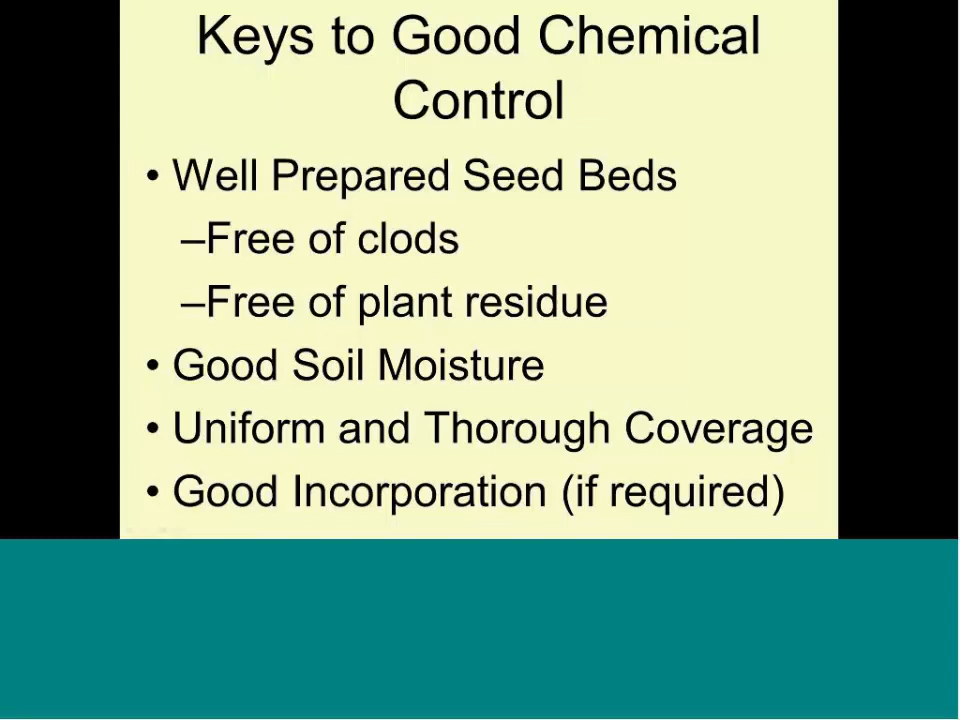 Keys to Good Chemical
Control
• Well Prepared Seed Beds
–Free of clods
–Free of plant residue
• Good Soil Moisture
• Uniform and Thorough Coverage
• Good Incorporation (if required)